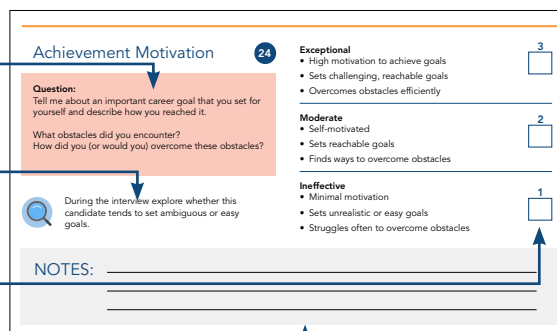 Achievement Motivation
24
Question:
Tell me about an important career goal that you set for
yourself and describe how you reached it.
What obstacles did you encounter?
How did you (or would you) overcome these obstacles?
During the interview explore whether this
candidate tends to set ambiguous or easy
goals.
Exceptional
3
• High motivation to achieve goals
• Sets challenging, reachable goals
• Overcomes obstacles efficiently
Moderate
2
• Self-motivated
• Sets reachable goals
• Finds ways to overcome obstacles
Ineffective
1
• Minimal motivation
• Sets unrealistic or easy goals
• Struggles often to overcome obstacles
NOTES: